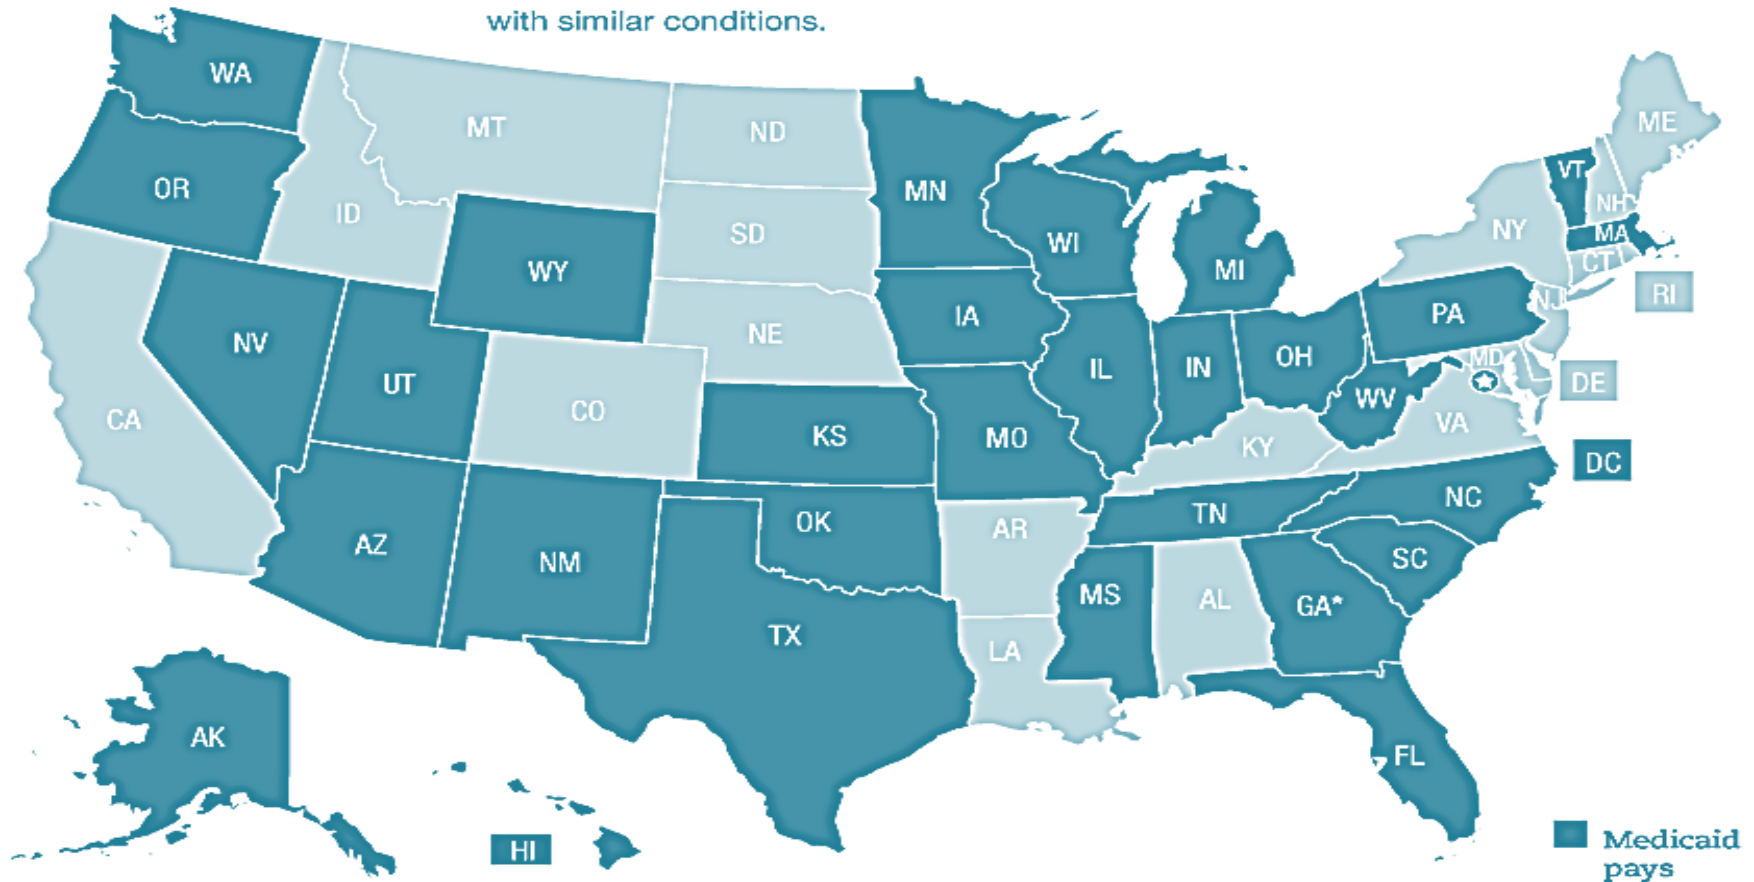 with similar conditions.
WA
MT
ND
ME
OR
ID
MN
VT
NH
SD
WI
NY
MA
WY
MI
CT
RI
NV
NE
IA
PA
NJ
UT
IL
IN
OH
MD
DE
CA
CO
KS
MO
WV
VA
KY
DC
AZ
NM
OK
AR
TN
NC
SC
TX
MS
AL
GA*
LA
AK
FL
HI
Medicaid
pays